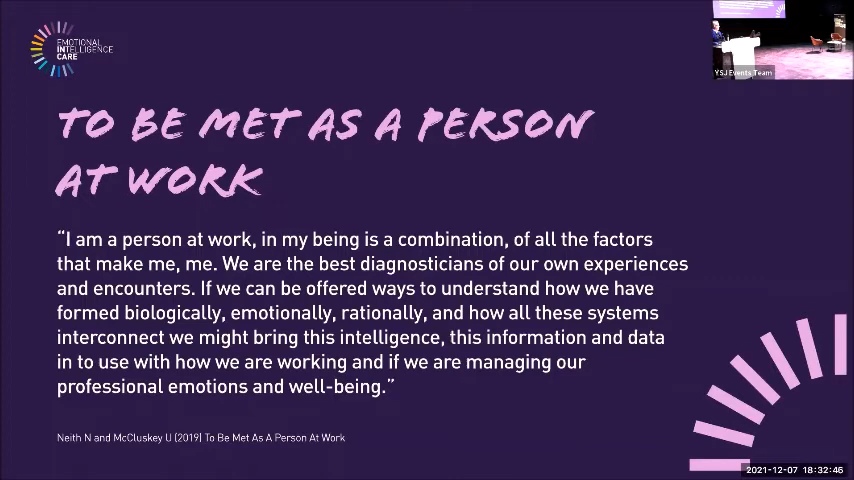 EMOTIONAL
INTELLIGENCE
CARE
YSJ Events Team
TO BE MET AS A PERSON
AT WORK
“I am a person at work, in my being is a combination, of all the factors
that make me, me. We are the best diagnosticians of our own experiences
and encounters. If we can be offered ways to understand how we have
formed biologically, emotionally, rationally, and how all these systems
interconnect we might bring this intelligence, this information and data
in to use with how we are working and if we are managing our
professional emotions and well-being.”
Neith N and McCluskey U (2019) To Be Met As A Person At Work
2021-12-07 18:32:46